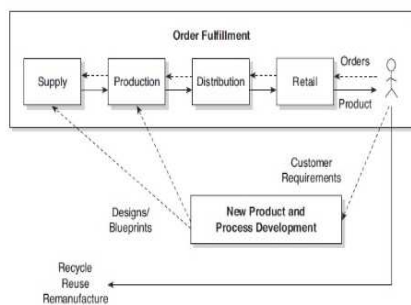 Order Fulfillment
Orders
Supply
Production
Distribution
Retail
Product
Customer
Requirements
Designs/
Blueprints
New Product and
Process Development
Recycle
Reuse
Remanufacture